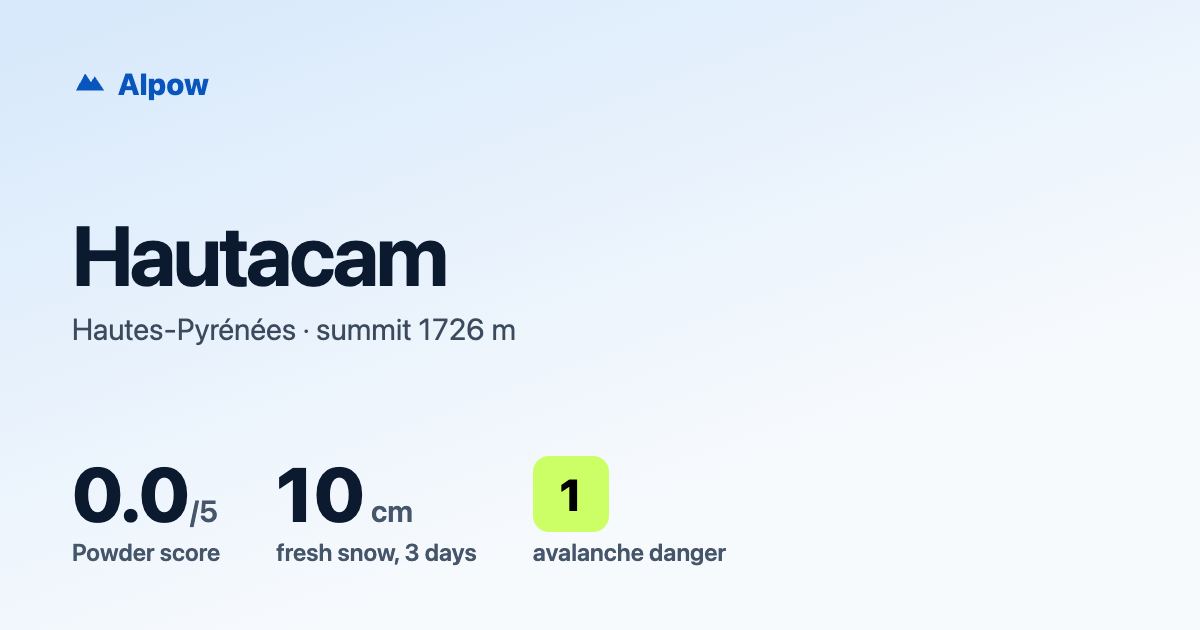 Alpow
Hautacam
Hautes-Pyrénées · summit 1726 m
0.0/5
Powder score
10 cm
fresh snow, 3 days
1
avalanche danger